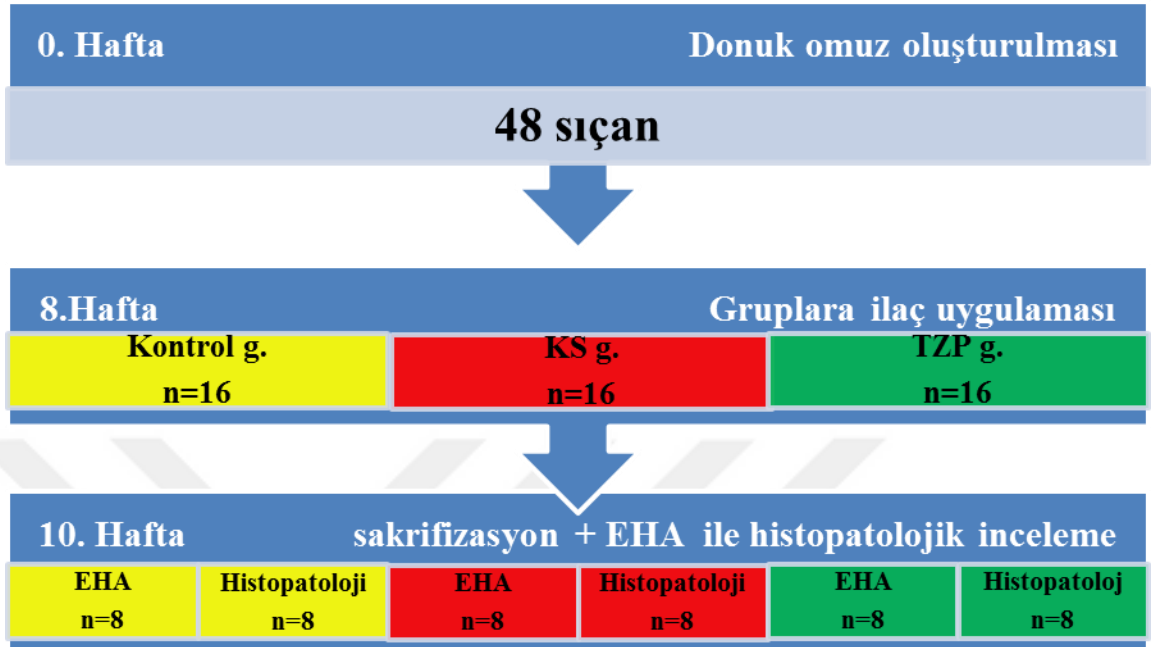 0. Hafta Donuk omuz oluşturulması
48 sıçan
8.Hafta Gruplara ilaç uygulaması
Kontrol g. KS g. TZP g.
n=16 n=16 n=16
10. Hafta sakrifizasyon + EHA ile histopatolojik inceleme
EHA Histopatoloji EHA Histopatoloji EHA Histopatoloj
n=8 n=8 n=8 n=8 n=8 n=8